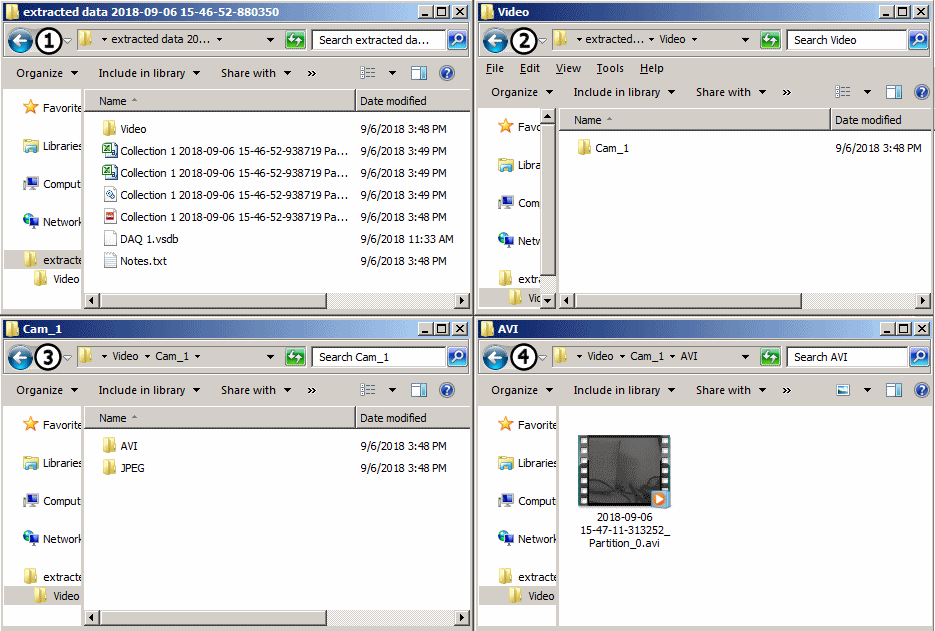 extracted data 2018-09-06 15-46-52-880350
1
extracted data 20...
Search extracted da...
Organize
Include in library
Share with
»
Name
Date modified
Favorite
Libraries
Comput
Network
extracte
Video
Video
9/6/2018 3:48 PM
Collection 1 2018-09-06 15-46-52-938719 Pa...
9/6/2018 3:49 PM
Collection 1 2018-09-06 15-46-52-938719 Pa...
9/6/2018 3:49 PM
Collection 1 2018-09-06 15-46-52-938719 Pa...
9/6/2018 3:49 PM
Collection 1 2018-09-06 15-46-52-938719 Pa...
9/6/2018 3:48 PM
DAQ 1.vsdb
9/6/2018 11:33 AM
Notes.txt
9/6/2018 3:48 PM
Video
2
extracted...
Video
Search Video
File
Edit
View
Tools
Help
Organize
Include in library
Share with
»
Name
Date modified
Favo
Libra
Com
Netw
extra
Vid
Cam_1
9/6/2018 3:48 PM
Cam_1
3
Video
Cam_1
Search Cam_1
Organize
Include in library
Share with
»
Name
Date modified
Favorite
Libraries
Comput
Network
extracte
Video
AVI
9/6/2018 3:48 PM
JPEG
9/6/2018 3:48 PM
AVI
4
Video
Cam_1
AVI
Search AVI
Organize
Include in library
Share with
»
Favorite
Libraries
Comput
Network
extracte
Video
2018-09-06
15-47-11-313252_
Partition_0.avi